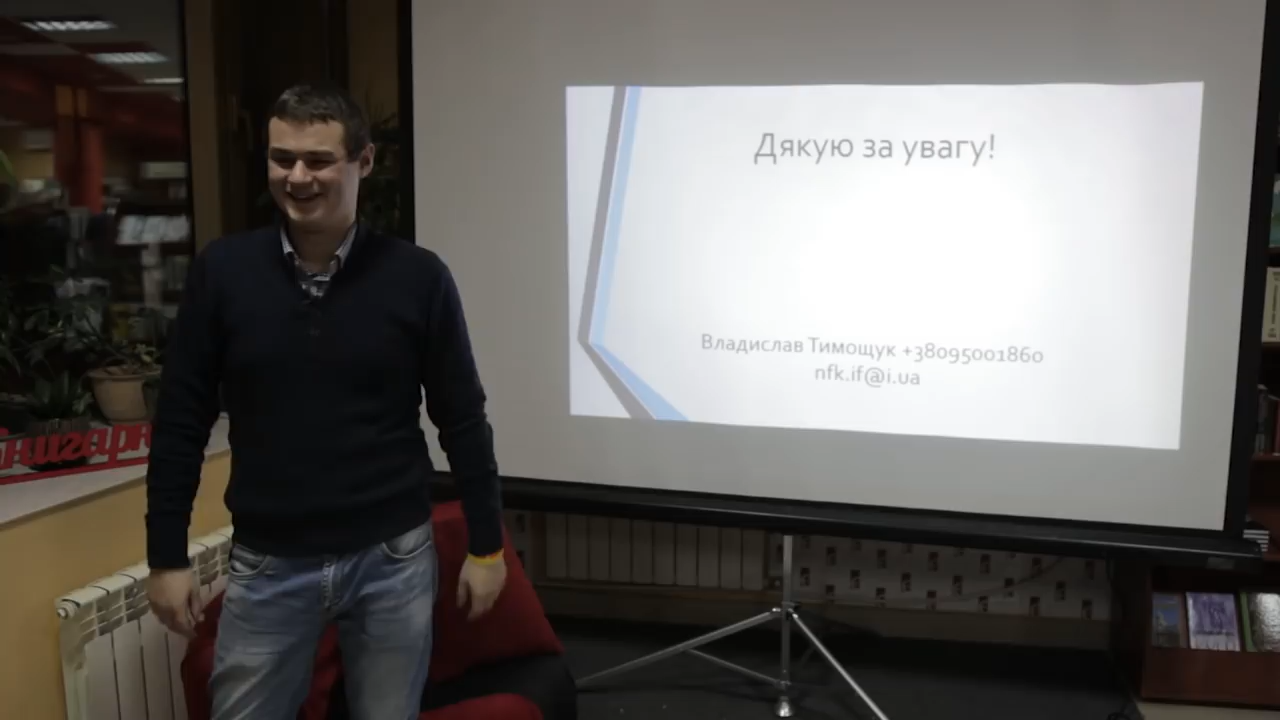 Дякую за увагу!
Владислав Тимощук +38095001860
nfk.if@i.ua